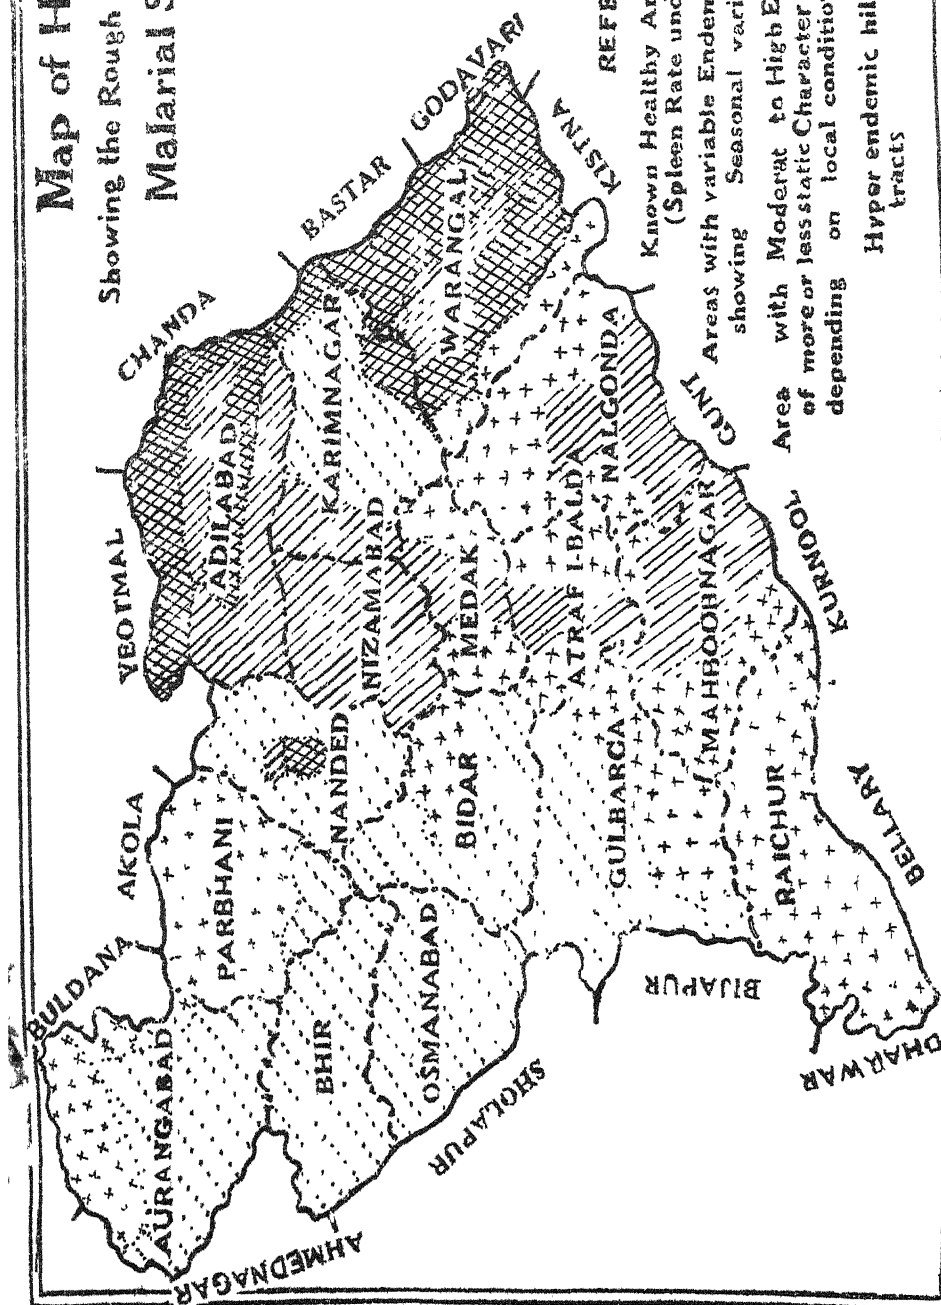 Map of H
Showing the Rough
Malarial S
BULDANA
AKOLA
YEOTMAL
CHANDA
BASTAR
GODAVARI
KISTNA
GUNT
KURNOOL
BELLARY
DHARWAR
BIJAPUR
SHOLAPUR
AHMEDNAGAR
AURANGABAD
PARBHANI
BHIR
OSMANABAD
NANDED
BIDAR
ADILABAD
KARIMNAGAR
NIZAMABAD
WARANGAL
MEDAK
ATRAF I-BALDA
NALGONDA
GULBARGA
MAHBOOBNAGAR
RAICHUR
REFE
Known Healthy Ar
(Spleen Rate und
Areas with variable Endem
showing Seasonal vari
Area with Moderat to High E
of more or less static Character
depending on local conditio
Hyper endemic hil
tracts